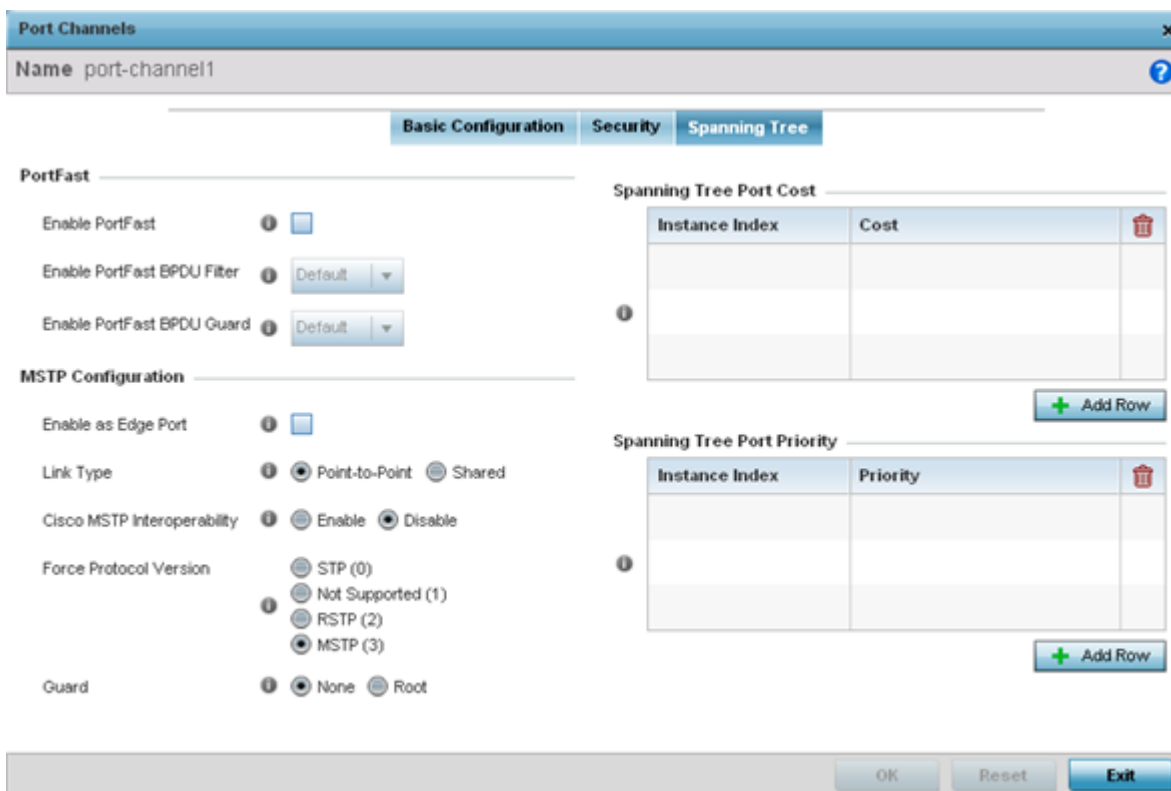 Port Channels x
Name port-channel1 ?
Basic Configuration Security Spanning Tree
PortFast
Enable PortFast
Enable PortFast BPDU Filter Default
Enable PortFast BPDU Guard Default
MSTP Configuration
Enable as Edge Port
Link Type Point-to-Point Shared
Cisco MSTP Interoperability Enable Disable
Force Protocol Version STP (0)
Not Supported (1)
RSTP (2)
MSTP (3)
Guard None Root
Spanning Tree Port Cost
Instance Index Cost
Add Row
Spanning Tree Port Priority
Instance Index Priority
Add Row
OK Reset Exit